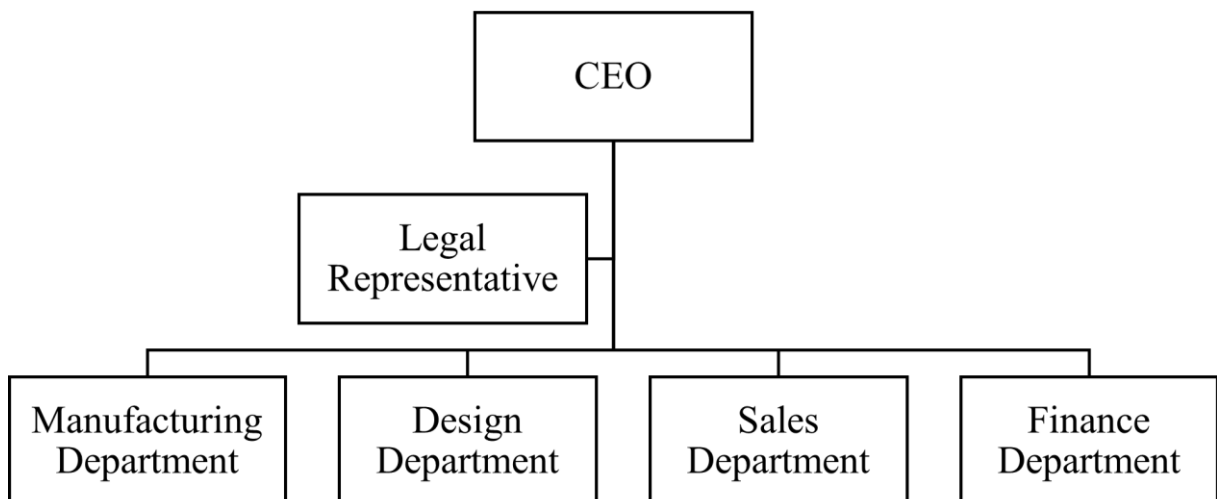 CEO
Legal
Representative
Manufacturing
Department
Design
Department
Sales
Department
Finance
Department